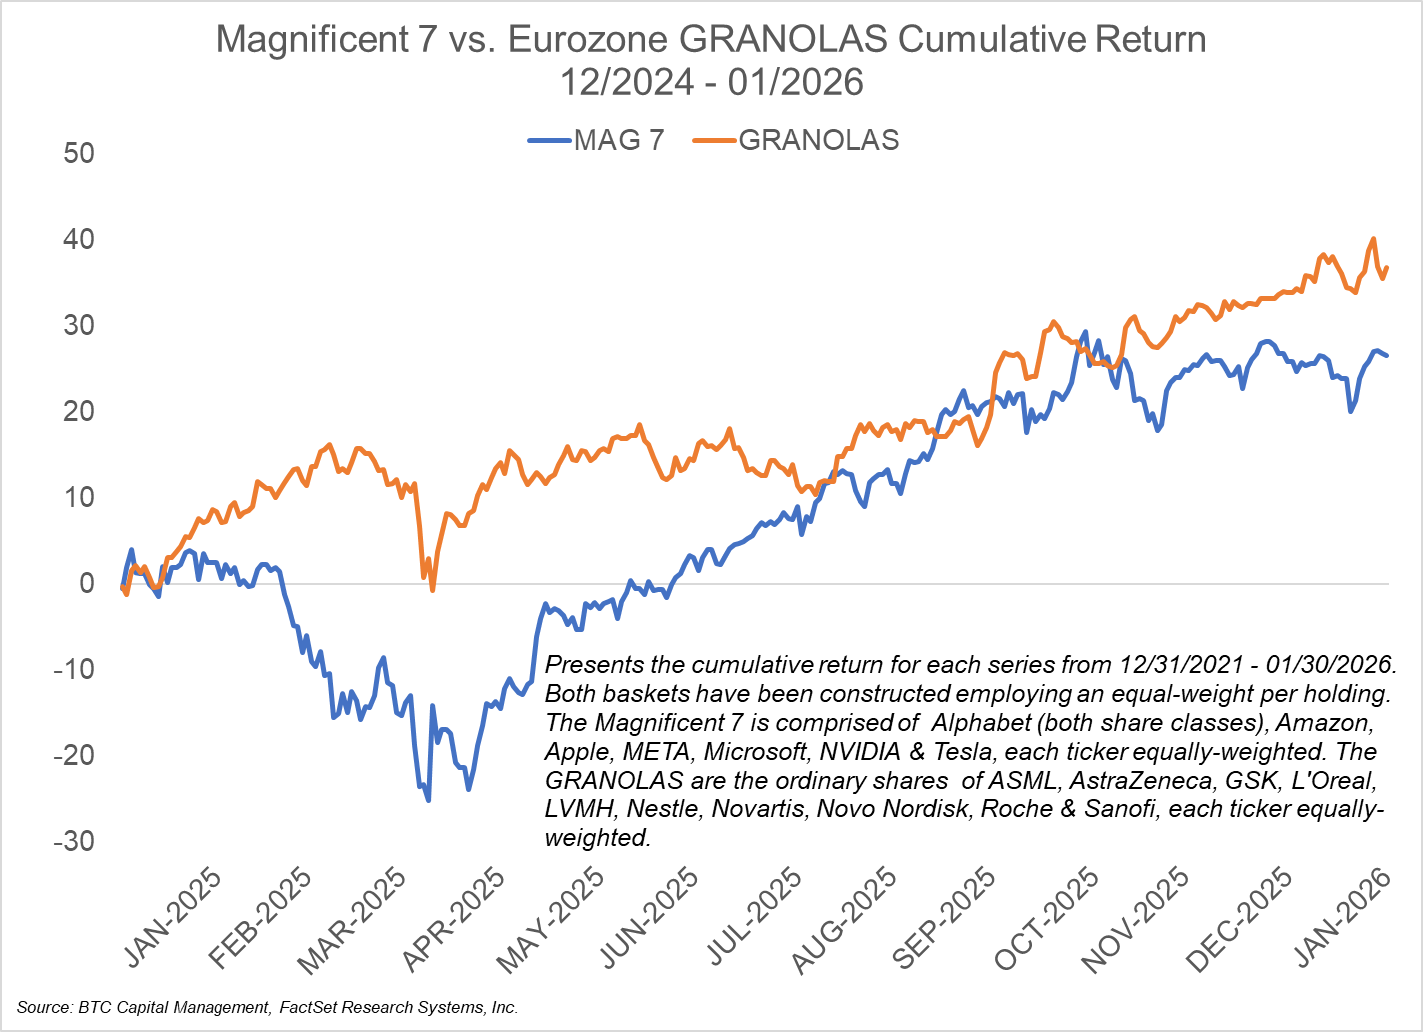 Magnificent 7 vs. Eurozone GRANOLAS Cumulative Return
12/2024 - 01/2026
MAG 7
GRANOLAS
50
40
30
20
10
0
-10
-20
-30
Presents the cumulative return for each series from 12/31/2021 - 01/30/2026.
Both baskets have been constructed employing an equal-weight per holding.
The Magnificent 7 is comprised of Alphabet (both share classes), Amazon,
Apple, META, Microsoft, NVIDIA & Tesla, each ticker equally-weighted. The
GRANOLAS are the ordinary shares of ASML, AstraZeneca, GSK, L'Oreal,
LVMH, Nestle, Novartis, Novo Nordisk, Roche & Sanofi, each ticker equally-
weighted.
JAN-2025
FEB-2025
MAR-2025
APR-2025
MAY-2025
JUN-2025
JUL-2025
AUG-2025
SEP-2025
OCT-2025
NOV-2025
DEC-2025
JAN-2026
Source: BTC Capital Management, FactSet Research Systems, Inc.